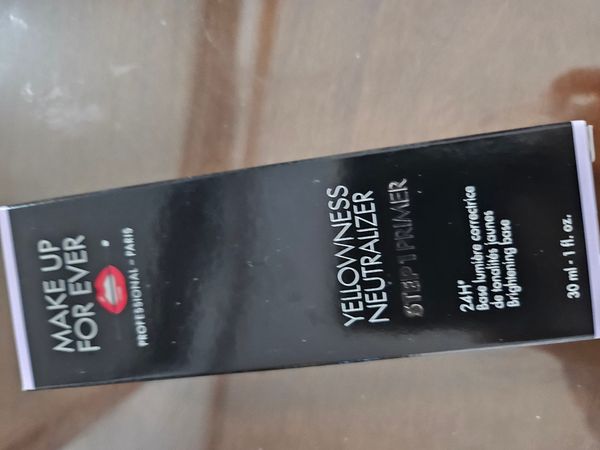 MAKE UP
FOR EVER
PROFESSIONAL - PARIS
YELLOWNESS
NEUTRALIZER
STEP 1 PRIMER
24H*
Base lumière correctrice
de tonalités jaunes
Brightening base
30 ml - 1 fl. oz.